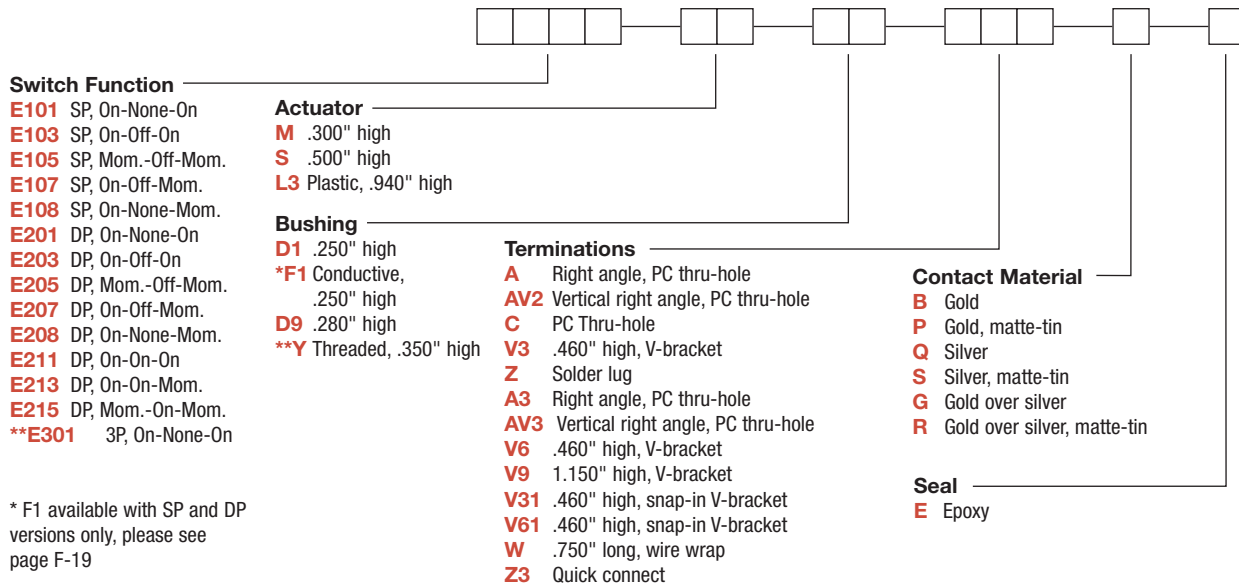 Switch Function
E101 SP, On-None-On
E103 SP, On-Off-On
E105 SP, Mom.-Off-Mom.
E107 SP, On-Off-Mom.
E108 SP, On-None-Mom.
E201 DP, On-None-On
E203 DP, On-Off-On
E205 DP, Mom.-Off-Mom.
E207 DP, On-Off-Mom.
E208 DP, On-None-Mom.
E211 DP, On-On-On
E213 DP, On-On-Mom.
E215 DP, Mom.-On-Mom.
**E301 3P, On-None-On
* F1 available with SP and DP
versions only, please see
page F-19
Actuator
M .300" high
S .500" high
L3 Plastic, .940" high
Bushing
D1 .250" high
*F1 Conductive,
.250" high
D9 .280" high
**Y Threaded, .350" high
Terminations
A Right angle, PC thru-hole
AV2 Vertical right angle, PC thru-hole
C PC Thru-hole
V3 .460" high, V-bracket
Z Solder lug
A3 Right angle, PC thru-hole
AV3 Vertical right angle, PC thru-hole
V6 .460" high, V-bracket
V9 1.150" high, V-bracket
V31 .460" high, snap-in V-bracket
V61 .460" high, snap-in V-bracket
W .750" long, wire wrap
Z3 Quick connect
Contact Material
B Gold
P Gold, matte-tin
Q Silver
S Silver, matte-tin
G Gold over silver
R Gold over silver, matte-tin
Seal
E Epoxy